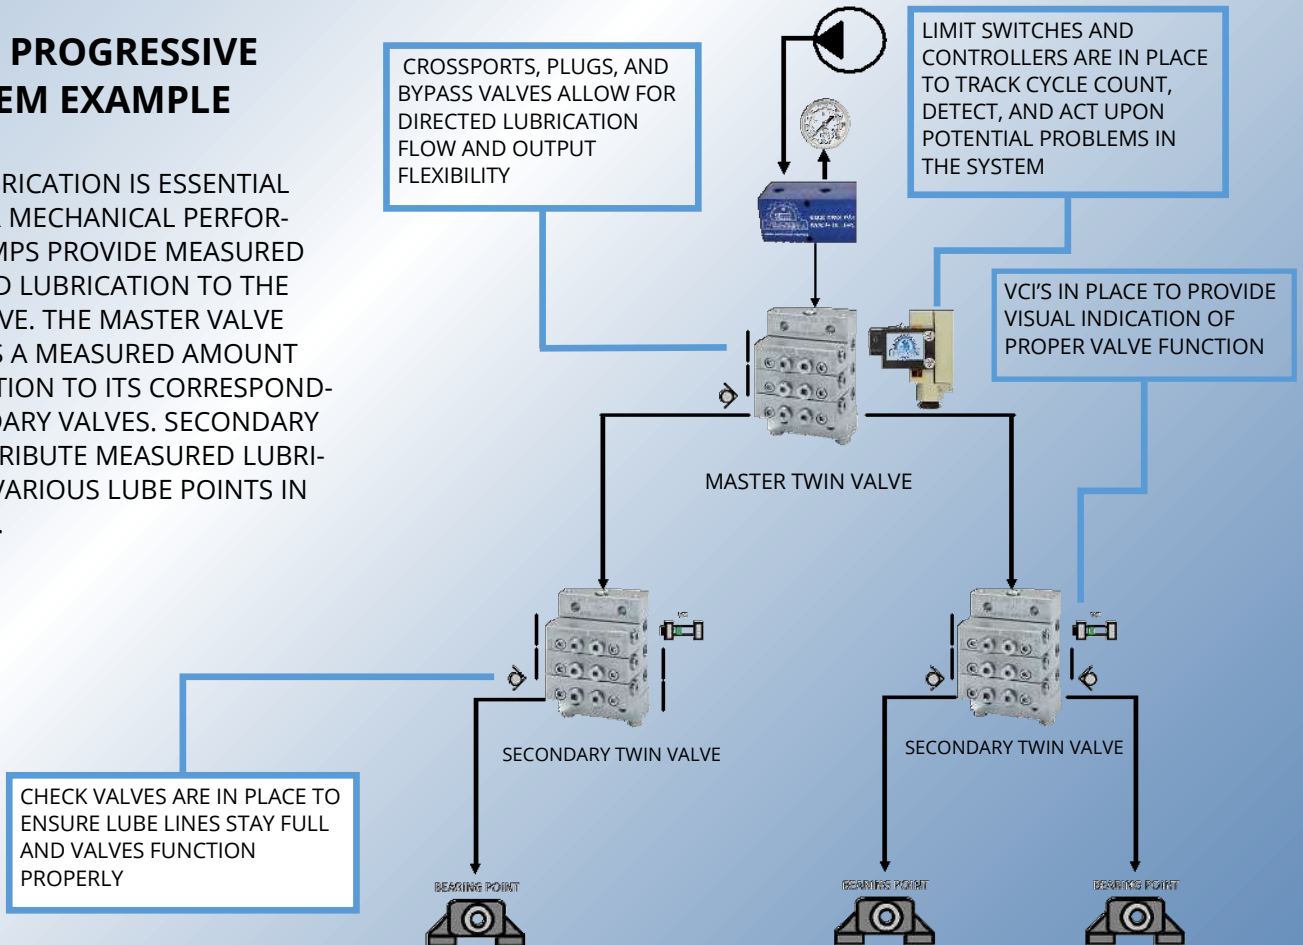 PROGRESSIVE
EM EXAMPLE
RICATION IS ESSENTIAL
MECHANICAL PERFOR-
MPS PROVIDE MEASURED
D LUBRICATION TO THE
VE. THE MASTER VALVE
S A MEASURED AMOUNT
TION TO ITS CORRESPOND-
DARY VALVES. SECONDARY
RIBUTE MEASURED LUBRI-
VARIOUS LUBE POINTS IN
CROSSPORTS, PLUGS, AND
BYPASS VALVES ALLOW FOR
DIRECTED LUBRICATION
FLOW AND OUTPUT
FLEXIBILITY
LIMIT SWITCHES AND
CONTROLLERS ARE IN PLACE
TO TRACK CYCLE COUNT,
DETECT, AND ACT UPON
POTENTIAL PROBLEMS IN
THE SYSTEM
VCI'S IN PLACE TO PROVIDE
VISUAL INDICATION OF
PROPER VALVE FUNCTION
MASTER TWIN VALVE
VCI
VCI
SECONDARY TWIN VALVE
SECONDARY TWIN VALVE
CHECK VALVES ARE IN PLACE TO
ENSURE LUBE LINES STAY FULL
AND VALVES FUNCTION
PROPERLY
BEARING POINT
BEARING POINT
BEARING POINT